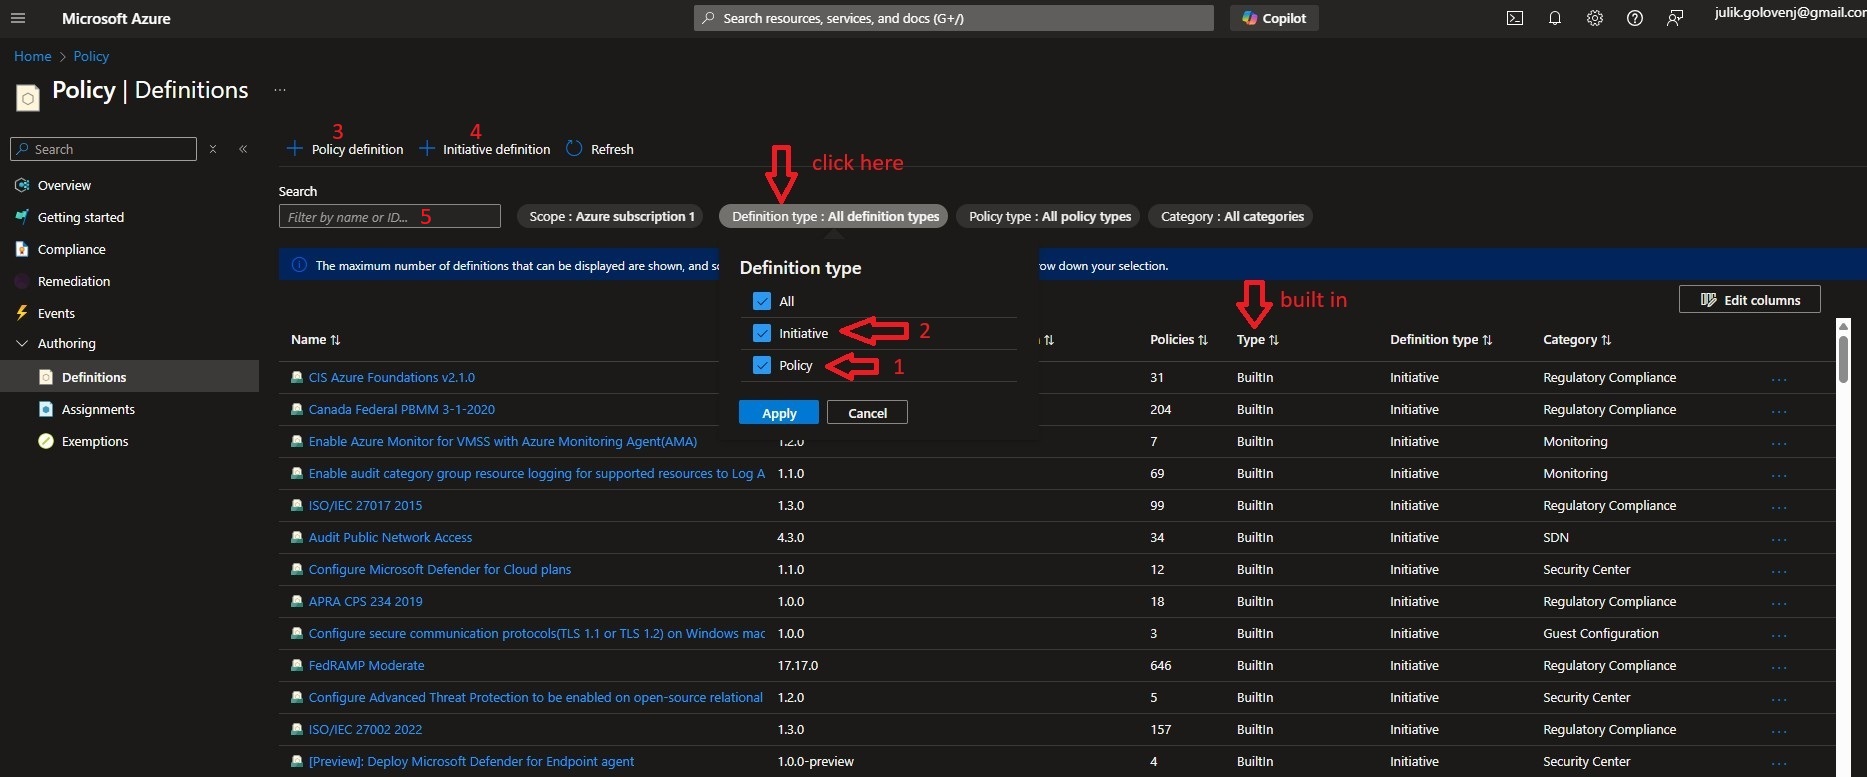 Microsoft Azure
Search resources, services, and docs (G+/)
Copilot
julik.golovenj@gmail.com
Home > Policy
Policy | Definitions ...
3
4
Search
Policy definition
Initiative definition
Refresh
click here
Overview
Getting started
Compliance
Remediation
Events
Authoring
Definitions
Assignments
Exemptions
Search
Filter by name or ID... 5
Scope : Azure subscription 1
Definition type : All definition types
Policy type : All policy types
Category : All categories
The maximum number of definitions that can be displayed are shown, and so
row down your selection.
Definition type
All
Initiative 2
Policy 1
Apply
Cancel
built in
Edit columns
Name Policies Type Definition type Category
CIS Azure Foundations v2.1.0 31 BuiltIn Initiative Regulatory Compliance ...
Canada Federal PBMM 3-1-2020 204 BuiltIn Initiative Regulatory Compliance ...
Enable Azure Monitor for VMSS with Azure Monitoring Agent(AMA) 1.2.0 7 BuiltIn Initiative Monitoring ...
Enable audit category group resource logging for supported resources to Log A 1.1.0 69 BuiltIn Initiative Monitoring ...
ISO/IEC 27017 2015 1.3.0 99 BuiltIn Initiative Regulatory Compliance ...
Audit Public Network Access 4.3.0 34 BuiltIn Initiative SDN ...
Configure Microsoft Defender for Cloud plans 1.1.0 12 BuiltIn Initiative Security Center ...
APRA CPS 234 2019 1.0.0 18 BuiltIn Initiative Regulatory Compliance ...
Configure secure communication protocols(TLS 1.1 or TLS 1.2) on Windows mac 1.0.0 3 BuiltIn Initiative Guest Configuration ...
FedRAMP Moderate 17.17.0 646 BuiltIn Initiative Regulatory Compliance ...
Configure Advanced Threat Protection to be enabled on open-source relational 1.2.0 5 BuiltIn Initiative Security Center ...
ISO/IEC 27002 2022 1.3.0 157 BuiltIn Initiative Regulatory Compliance ...
[Preview]: Deploy Microsoft Defender for Endpoint agent 1.0.0-preview 4 BuiltIn Initiative Security Center ...